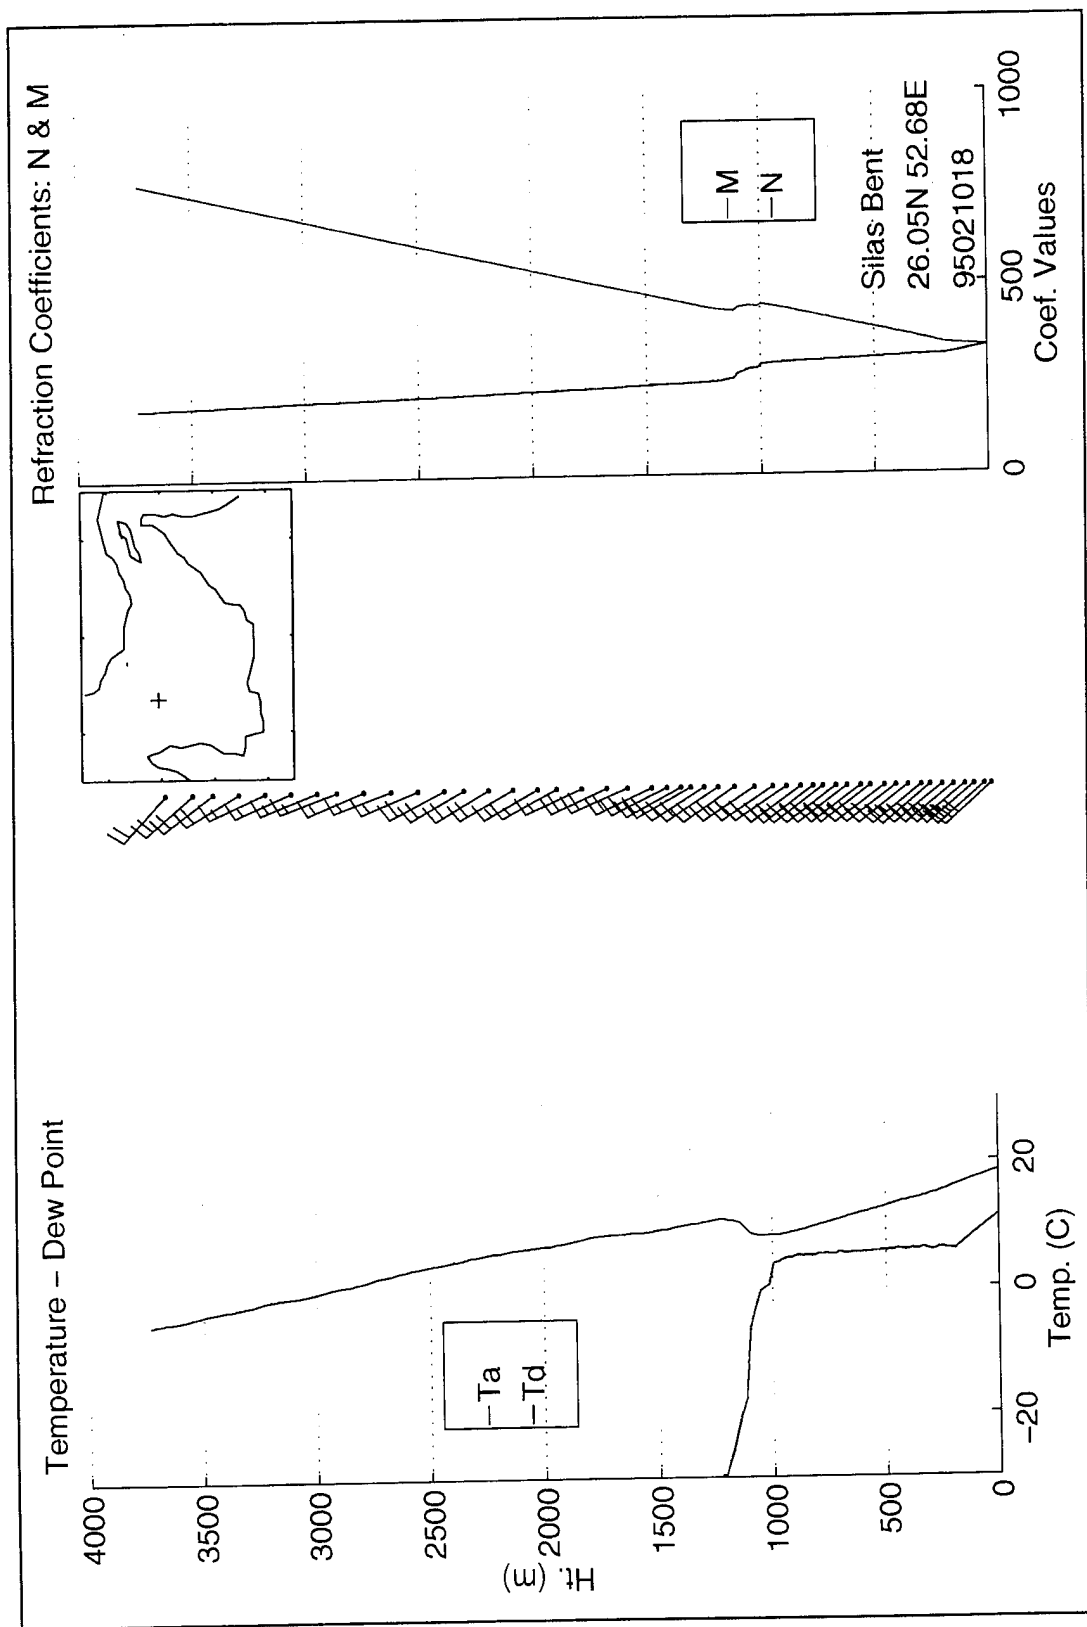 Temperature – Dew Point
4000
3500
3000
2500
2000
1500
1000
500
0
Ht. (m)
–20
0
20
Temp. (C)
Ta
Td
Refraction Coefficients: N & M
M
N
Silas Bent
26.05N 52.68E
95021018
0
500
1000
Coef. Values